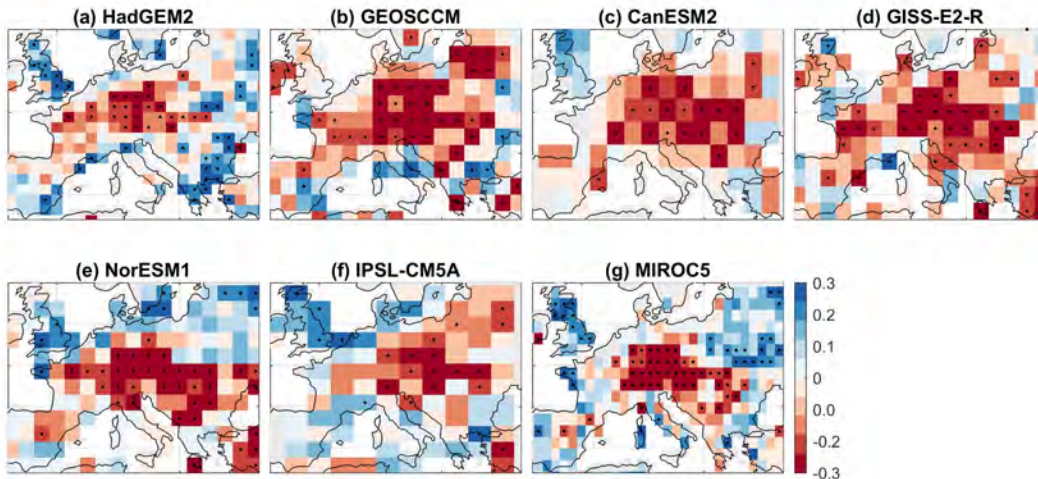 (a) HadGEM2
(b) GEOSCCM
(c) CanESM2
(d) GISS-E2-R
(e) NorESM1
(f) IPSL-CM5A
(g) MIROC5
0.3
0.2
0.1
0
0.0
-0.2
-0.3